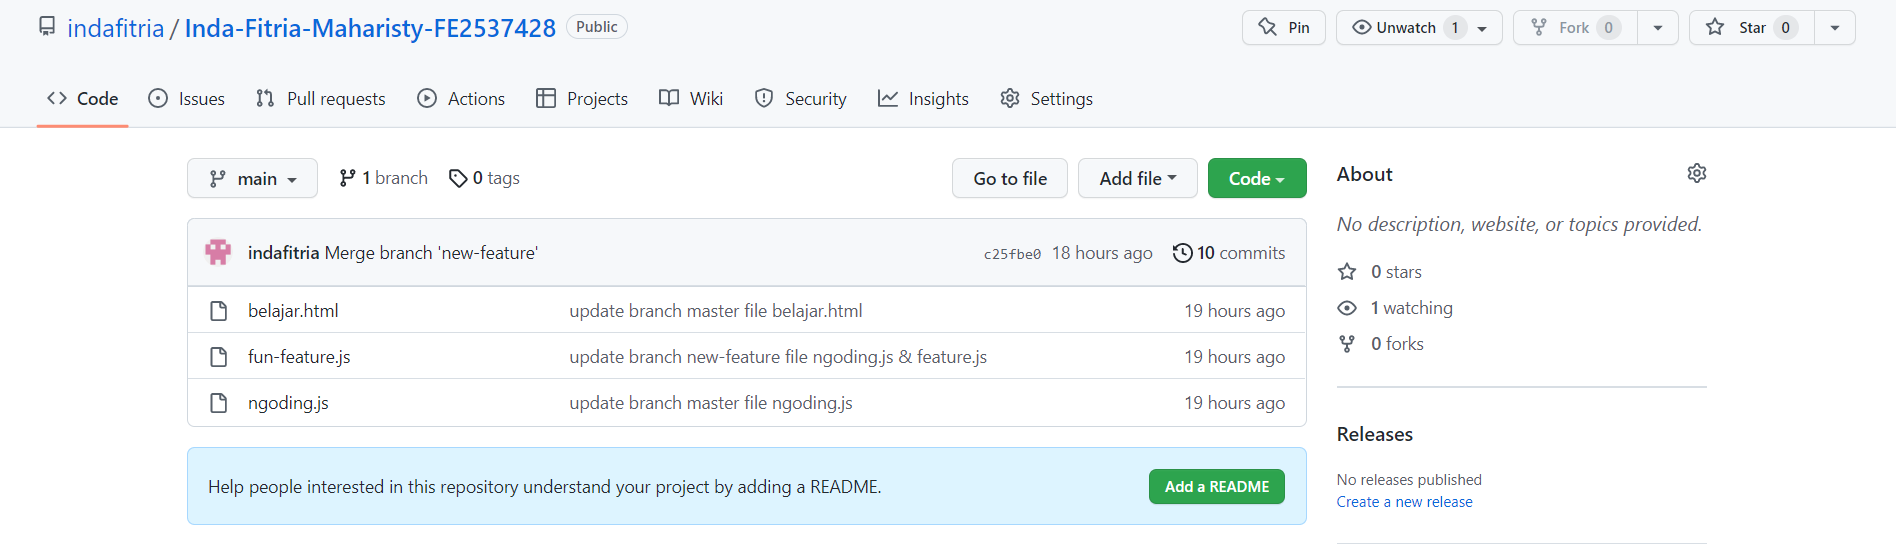 indafitria / Inda-Fitria-Maharisty-FE2537428 Public
Pin
Unwatch 1
Fork 0
Star 0
Code
Issues
Pull requests
Actions
Projects
Wiki
Security
Insights
Settings
main
1 branch
0 tags
Go to file
Add file
Code
indafitria Merge branch 'new-feature' c25fbe0 18 hours ago 10 commits
belajar.html update branch master file belajar.html 19 hours ago
fun-feature.js update branch new-feature file ngoding.js & feature.js 19 hours ago
ngoding.js update branch master file ngoding.js 19 hours ago
Help people interested in this repository understand your project by adding a README. Add a README
About
No description, website, or topics provided.
0 stars
1 watching
0 forks
Releases
No releases published
Create a new release